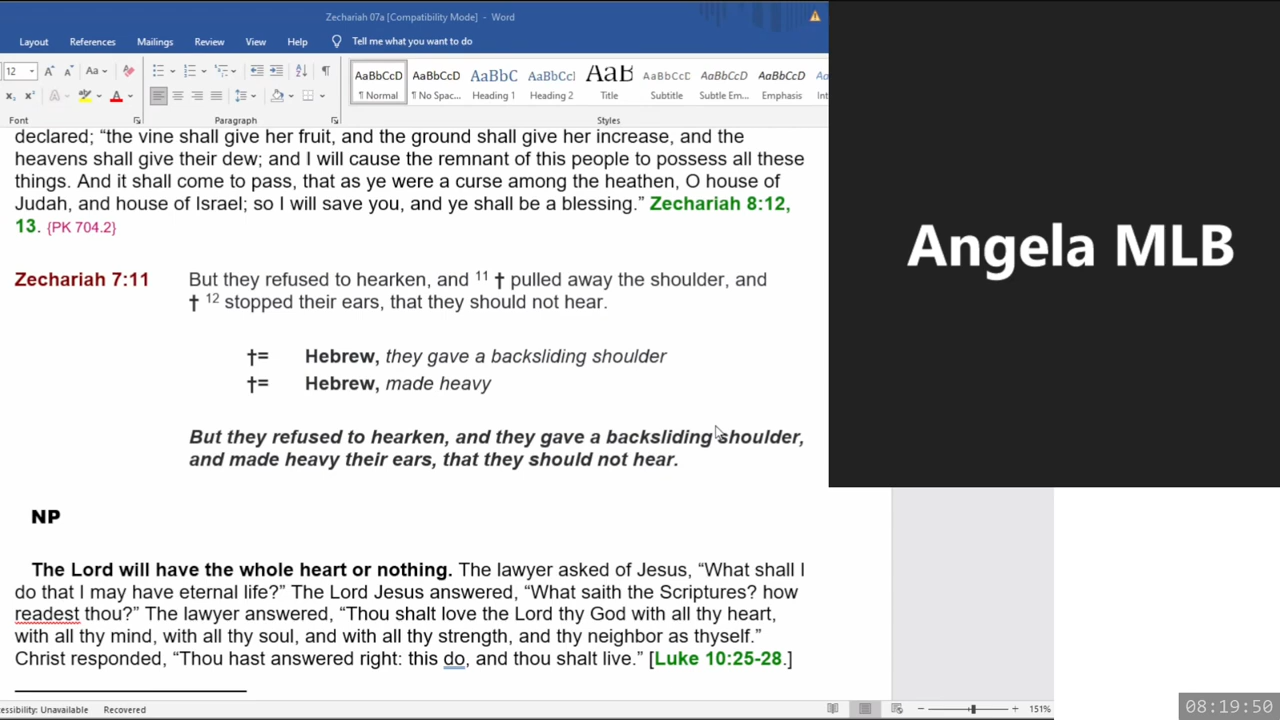 Zechariah 07a [Compatibility Mode] - Word
Layout References Mailings Review View Help Tell me what you want to do
12 Aa AaBbCcD AaBbCcD AaBbC AaBbCcI AaB AaBbCcD AaBbCcD AaBbCcD
¶ Normal ¶ No Spac... Heading 1 Heading 2 Title Subtitle Subtle Em... Emphasis
Font Paragraph Styles
declared; “the vine shall give her fruit, and the ground shall give her increase, and the
heavens shall give their dew; and I will cause the remnant of this people to possess all these
things. And it shall come to pass, that as ye were a curse among the heathen, O house of
Judah, and house of Israel; so I will save you, and ye shall be a blessing.” Zechariah 8:12,
13. {PK 704.2}
Zechariah 7:11 But they refused to hearken, and 11 † pulled away the shoulder, and
† 12 stopped their ears, that they should not hear.
†= Hebrew, they gave a backsliding shoulder
†= Hebrew, made heavy
But they refused to hearken, and they gave a backsliding shoulder,
and made heavy their ears, that they should not hear.
NP
The Lord will have the whole heart or nothing. The lawyer asked of Jesus, “What shall I
do that I may have eternal life?” The Lord Jesus answered, “What saith the Scriptures? how
readest thou?” The lawyer answered, “Thou shalt love the Lord thy God with all thy heart,
with all thy mind, with all thy soul, and with all thy strength, and thy neighbor as thyself.”
Christ responded, “Thou hast answered right: this do, and thou shalt live.” [Luke 10:25-28.]
Unavailable Recovered 151%
Angela MLB
08:19:50